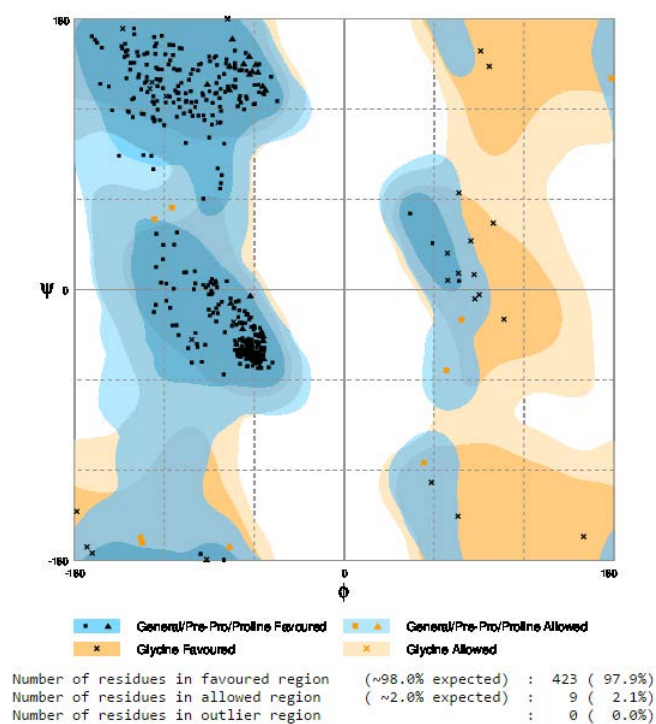 180
Ψ 0
-180
-180 0 180
Φ
General/Pre-Pro/Proline Favoured General/Pre-Pro/Proline Allowed
Glycine Favoured Glycine Allowed
Number of residues in favoured region (~98.0% expected) : 423 ( 97.9%)
Number of residues in allowed region ( ~2.0% expected) : 9 ( 2.1%)
Number of residues in outlier region : 0 ( 0.0%)